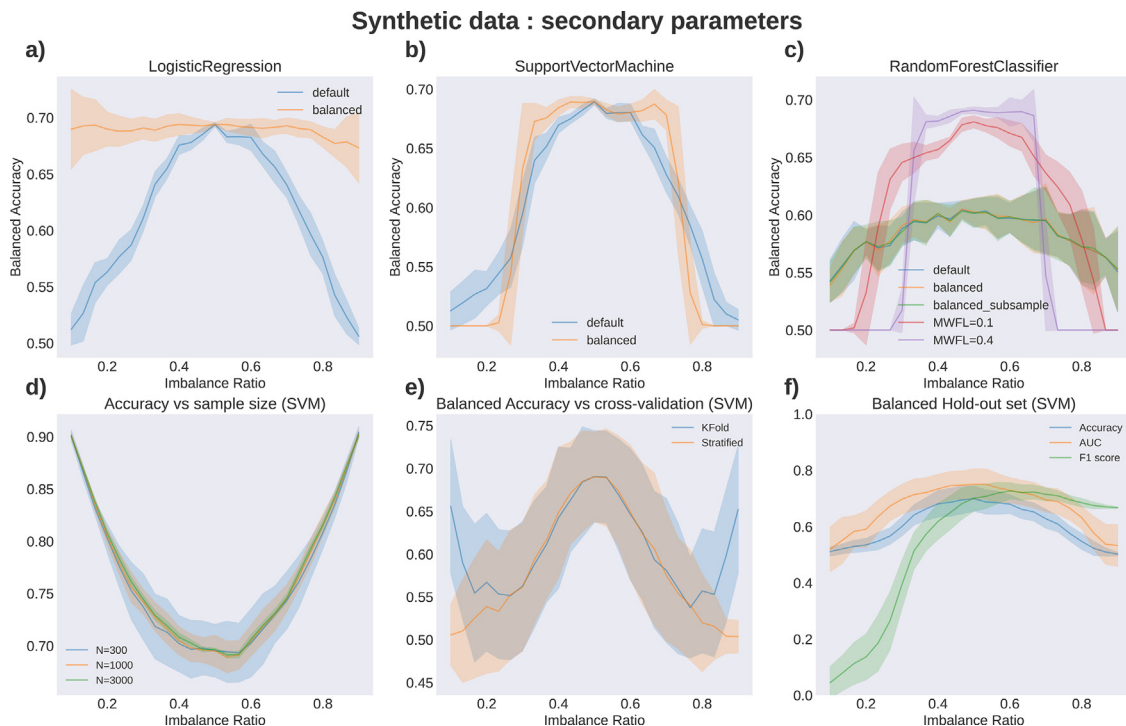 Synthetic data : secondary parameters
a)
LogisticRegression
default
balanced
0.70
0.65
0.60
0.55
0.50
Balanced Accuracy
0.2
0.4
0.6
0.8
Imbalance Ratio
b)
SupportVectorMachine
0.70
0.65
0.60
0.55
0.50
Balanced Accuracy
default
balanced
0.2
0.4
0.6
0.8
Imbalance Ratio
c)
RandomForestClassifier
0.70
0.65
0.60
0.55
0.50
Balanced Accuracy
default
balanced
balanced_subsample
MWFL=0.1
MWFL=0.4
0.2
0.4
0.6
0.8
Imbalance Ratio
d)
Accuracy vs sample size (SVM)
0.90
0.85
0.80
0.75
0.70
N=300
N=1000
N=3000
0.2
0.4
0.6
0.8
Imbalance Ratio
e)
Balanced Accuracy vs cross-validation (SVM)
KFold
Stratified
0.75
0.70
0.65
0.60
0.55
0.50
0.45
0.2
0.4
0.6
0.8
Imbalance Ratio
f)
Balanced Hold-out set (SVM)
Accuracy
AUC
F1 score
1.0
0.8
0.6
0.4
0.2
0.0
0.2
0.4
0.6
0.8
Imbalance Ratio